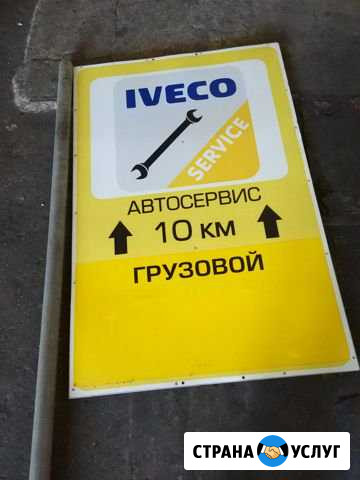 IVECO
SERVICE
АВТОСЕРВИС
10 КМ
ГРУЗОВОЙ
СТРАНА УСЛУГ